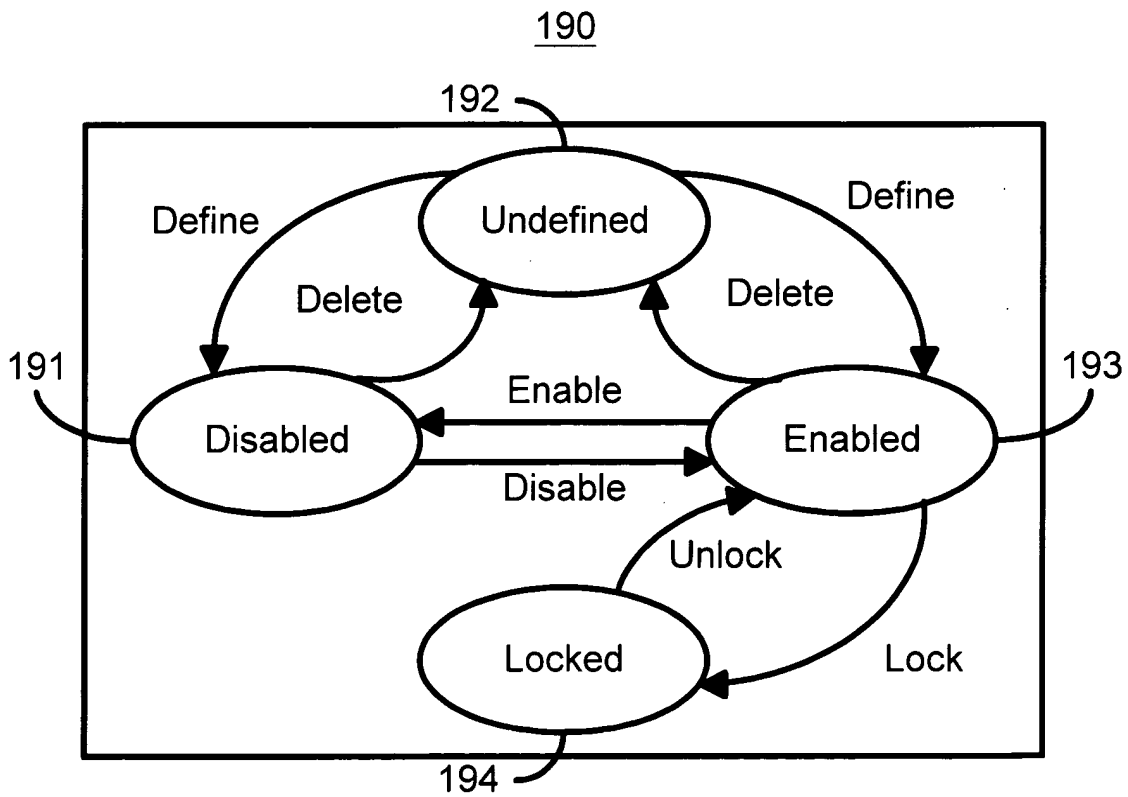 190
192
Define
Undefined
Define
Delete
Delete
191
193
Enable
Disabled
Enabled
Disable
Unlock
Locked
Lock
194